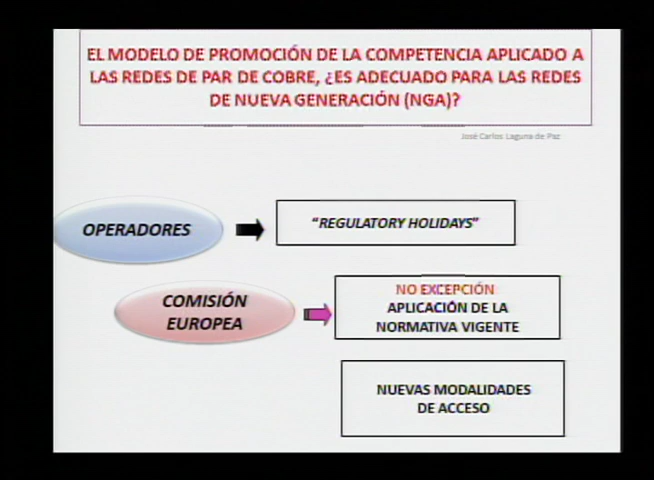 EL MODELO DE PROMOCIÓN DE LA COMPETENCIA APLICADO A
LAS REDES DE PAR DE COBRE, ¿ES ADECUADO PARA LAS REDES
DE NUEVA GENERACIÓN (NGA)?
José Carlos Laguna de Paz
OPERADORES
"REGULATORY HOLIDAYS"
COMISIÓN
EUROPEA
NO EXCEPCIÓN
APLICACIÓN DE LA
NORMATIVA VIGENTE
NUEVAS MODALIDADES
DE ACCESO